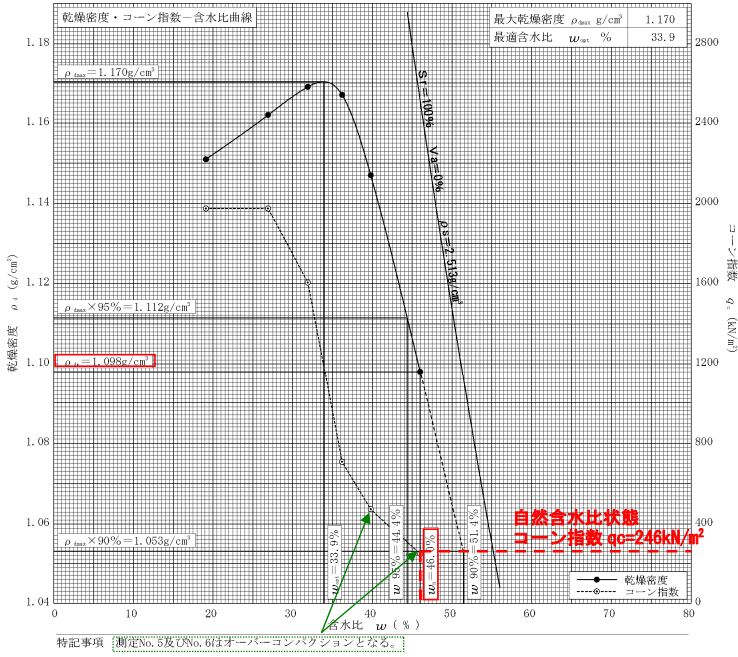 乾燥密度・コーン指数－含水比曲線
最大乾燥密度 ρdmax g/cm³ 1.170
最適含水比 wopt % 33.9
1.18
1.16
1.14
1.12
1.10
1.08
1.06
1.04
乾燥密度 ρd (g/cm³)
2800
2400
2000
1600
1200
800
400
0
コーン指数 qc (kN/m²)
ρdmax=1.170g/cm³
Sr=100% Va=0% ρs=2.513g/cm³
ρdmax×95%=1.112g/cm³
=1.098g/cm³
ρdmax×90%=1.053g/cm³
wopt=33.9%
w 95%=44.4%
=46.0%
w 90%=51.4%
自然含水比状態
コーン指数 qc=246kN/m²
乾燥密度
コーン指数
0 10 20 30 40 50 60 70 80
含水比 w (%)
特記事項 測定No.5及びNo.6はオーバーコンパクションとなる。